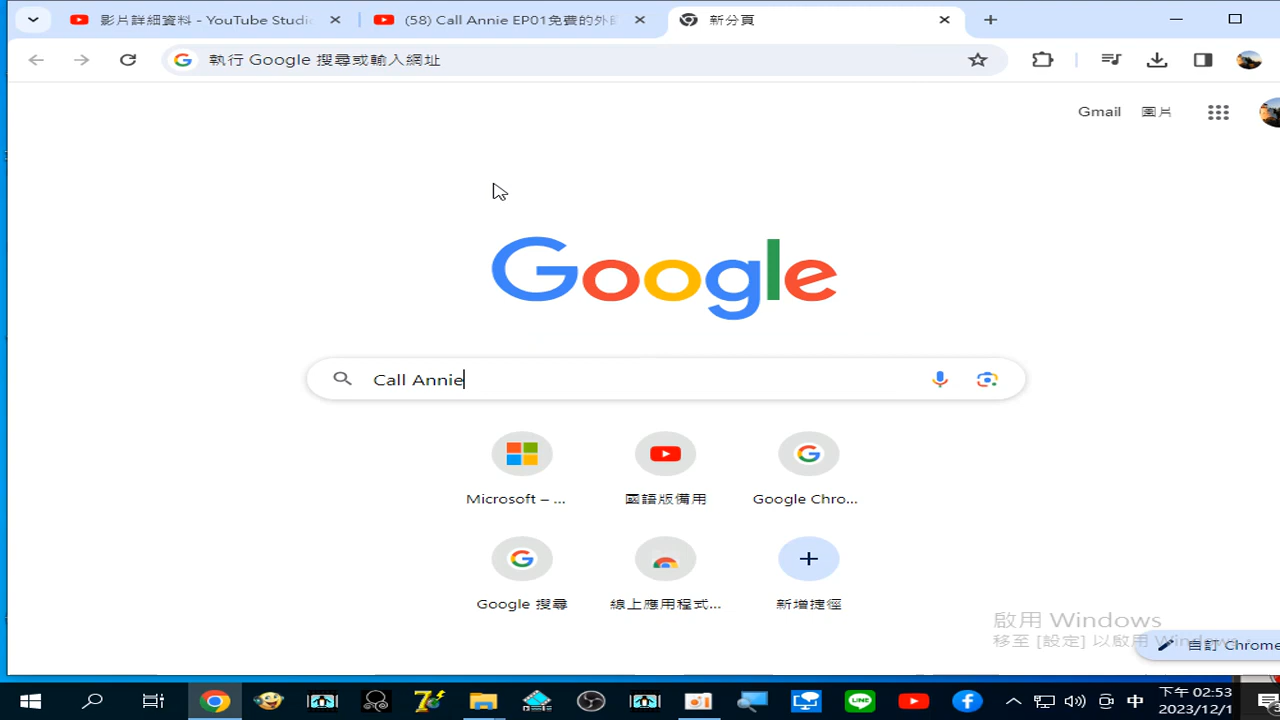 影片詳細資料 - YouTube Studio
(58) Call Annie EP01免費的外
新分頁
執行 Google 搜尋或輸入網址
Gmail 圖片
Google
Call Annie
Microsoft – ...
國語版備用
Google Chro...
Google 搜尋
線上應用程式...
新增捷徑
啟用 Windows
移至 [設定] 以啟用 Windows。
自訂 Chrome
中
下午 02:53
2023/12/1